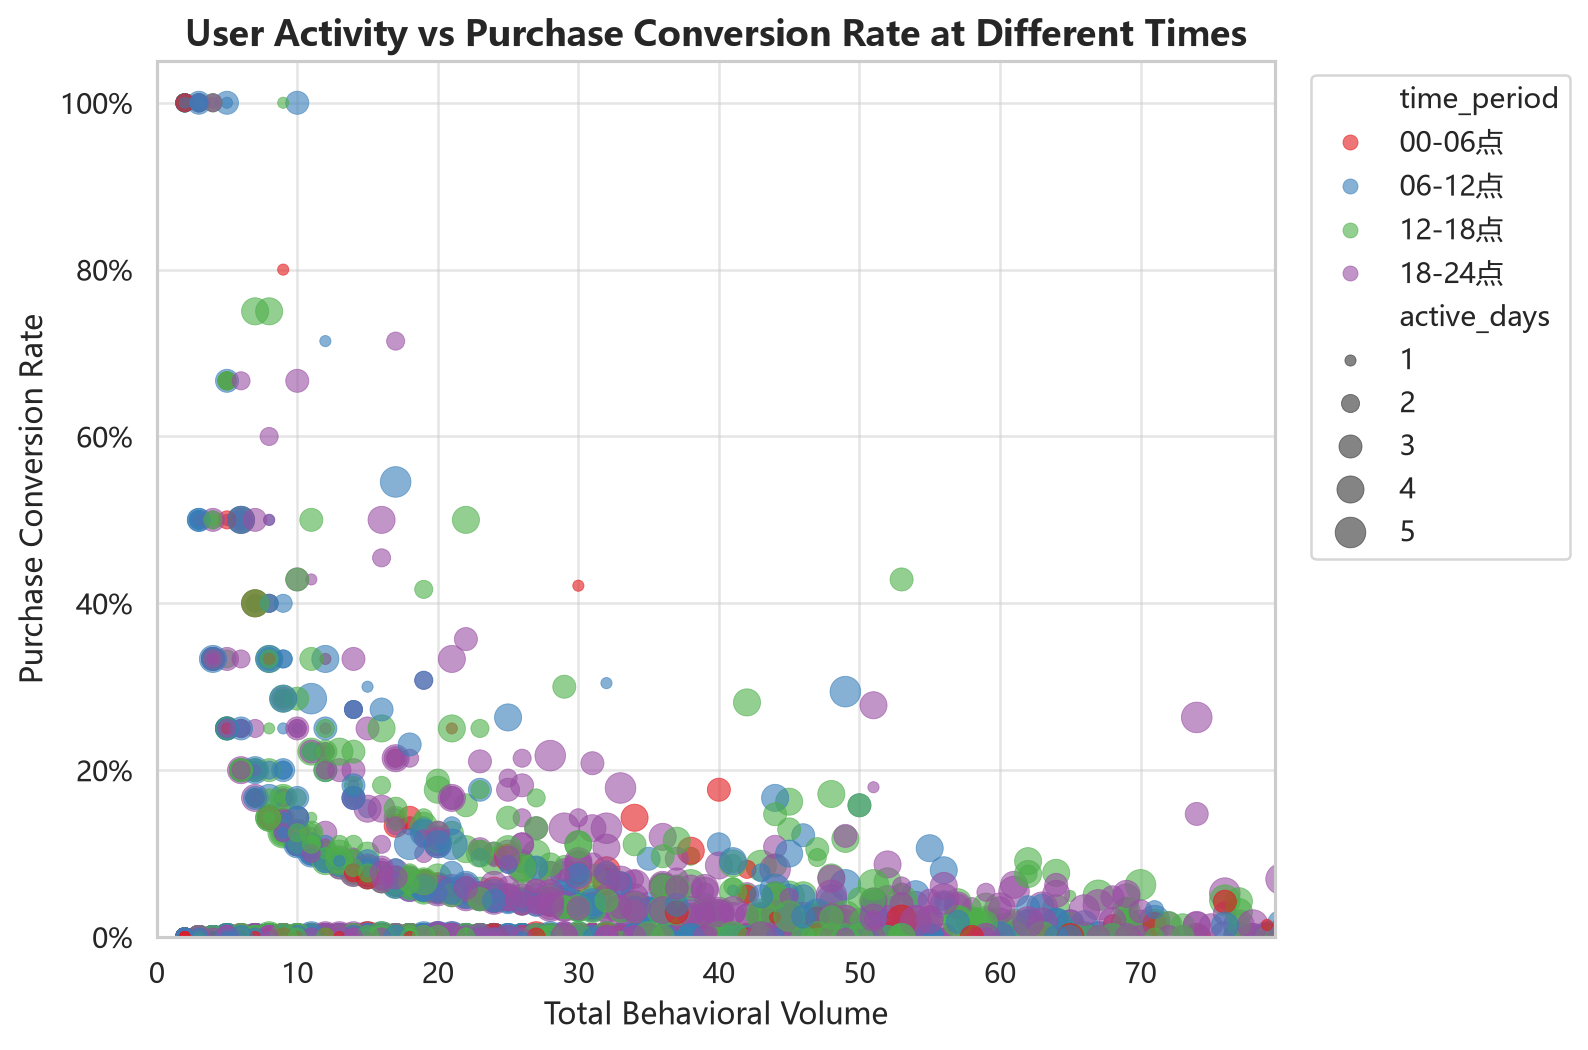 User Activity vs Purchase Conversion Rate at Different Times
Purchase Conversion Rate
100%
80%
60%
40%
20%
0%
0 10 20 30 40 50 60 70
Total Behavioral Volume
time_period
00-06点
06-12点
12-18点
18-24点
active_days
1
2
3
4
5